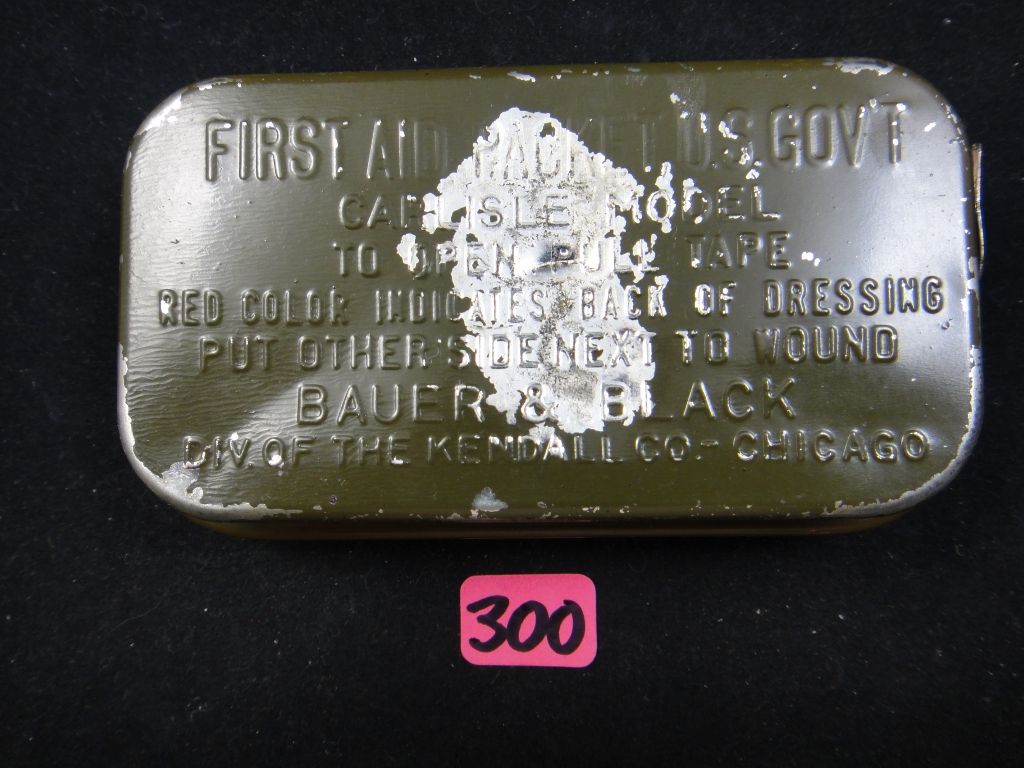 FIRST AID PACKET U.S. GOV'T
CARLISLE MODEL
TO OPEN PULL TAPE
RED COLOR INDICATES BACK OF DRESSING
PUT OTHER SIDE NEXT TO WOUND
BAUER & BLACK
DIV. OF THE KENDALL CO. - CHICAGO
300